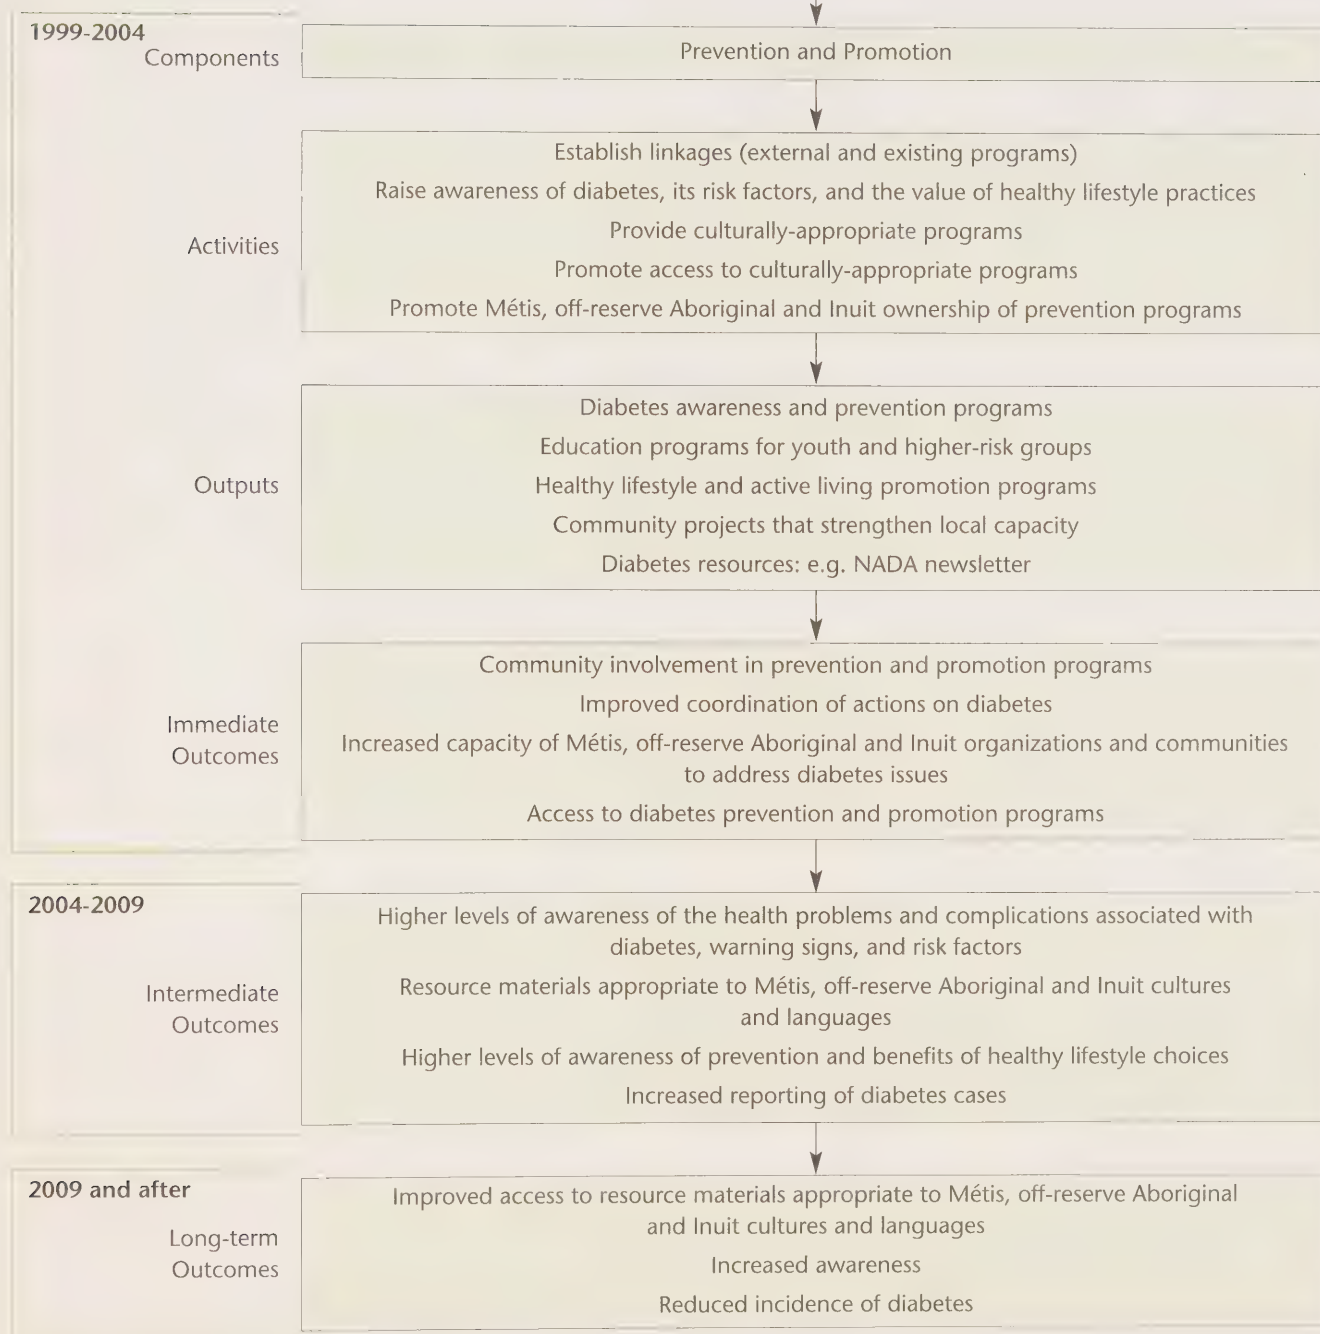 1999-2004
Components
Prevention and Promotion
Activities
Establish linkages (external and existing programs)
Raise awareness of diabetes, its risk factors, and the value of healthy lifestyle practices
Provide culturally-appropriate programs
Promote access to culturally-appropriate programs
Promote Métis, off-reserve Aboriginal and Inuit ownership of prevention programs
Outputs
Diabetes awareness and prevention programs
Education programs for youth and higher-risk groups
Healthy lifestyle and active living promotion programs
Community projects that strengthen local capacity
Diabetes resources: e.g. NADA newsletter
Immediate
Outcomes
Community involvement in prevention and promotion programs
Improved coordination of actions on diabetes
Increased capacity of Métis, off-reserve Aboriginal and Inuit organizations and communities
to address diabetes issues
Access to diabetes prevention and promotion programs
2004-2009
Intermediate
Outcomes
Higher levels of awareness of the health problems and complications associated with
diabetes, warning signs, and risk factors
Resource materials appropriate to Métis, off-reserve Aboriginal and Inuit cultures
and languages
Higher levels of awareness of prevention and benefits of healthy lifestyle choices
Increased reporting of diabetes cases
2009 and after
Long-term
Outcomes
Improved access to resource materials appropriate to Métis, off-reserve Aboriginal
and Inuit cultures and languages
Increased awareness
Reduced incidence of diabetes